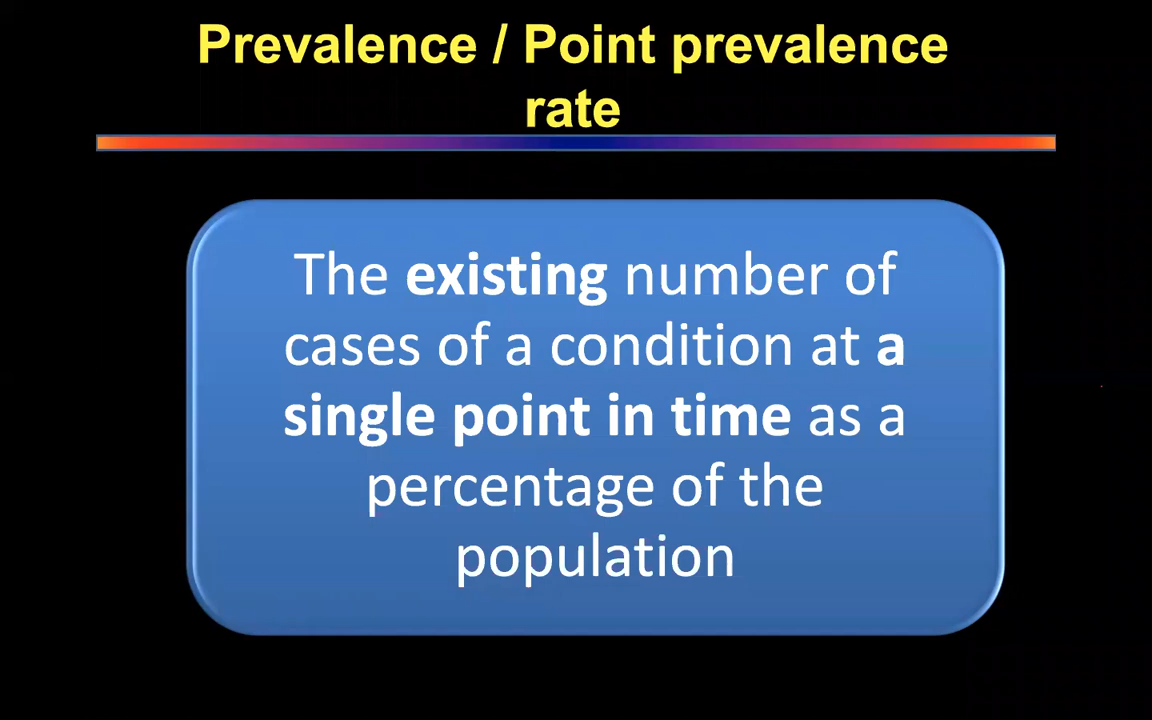 Prevalence / Point prevalence
rate
The existing number of
cases of a condition at a
single point in time as a
percentage of the
population